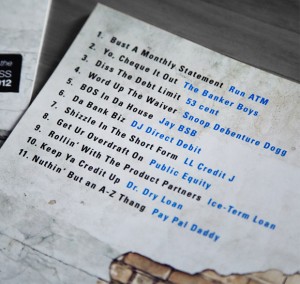 the
SS
012
1. Bust A Monthly Statement Run ATM
2. Yo, Cheque It Out The Banker Boys
3. Diss The Debt Limit 53 cent
4. Word Up The Waiver Snoop De6enture Dogg
5. BOS In Da House Jay BSB
6. Da Bank Biz DJ Direct Debit
7. Shizzle In The Short Form LL Credit J
8. Get Ur Overdraft On Public Equity
9. Rollin' With The Product Partners Ice-Term Loan
10. Keep Ya Credit Up Dr. Dry Loan
11. Nuthin' But an A-Z Thang Pay Pal Daddy